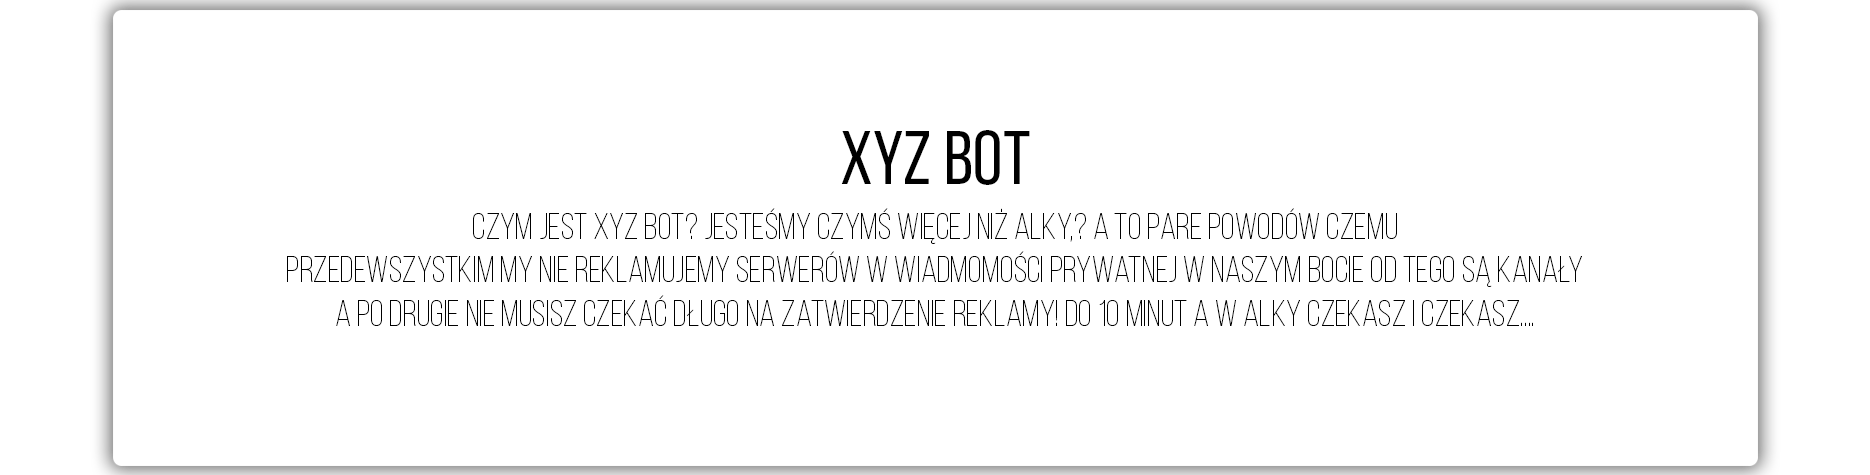 XYZ BOT
CZYM JEST XYZ BOT? JESTEŚMY CZYMŚ WIĘCEJ NIŻ ALKY,? A TO PARE POWODÓW CZEMU
PRZEDEWSZYSTKIM MY NIE REKLAMUJEMY SERWERÓW W WIADMOMOŚCI PRYWATNEJ W NASZYM BOCIE OD TEGO SĄ KANAŁY
A PO DRUGIE NIE MUSISZ CZEKAĆ DŁUGO NA ZATWIERDZENIE REKLAMY! DO 10 MINUT A W ALKY CZEKASZ I CZEKASZ....